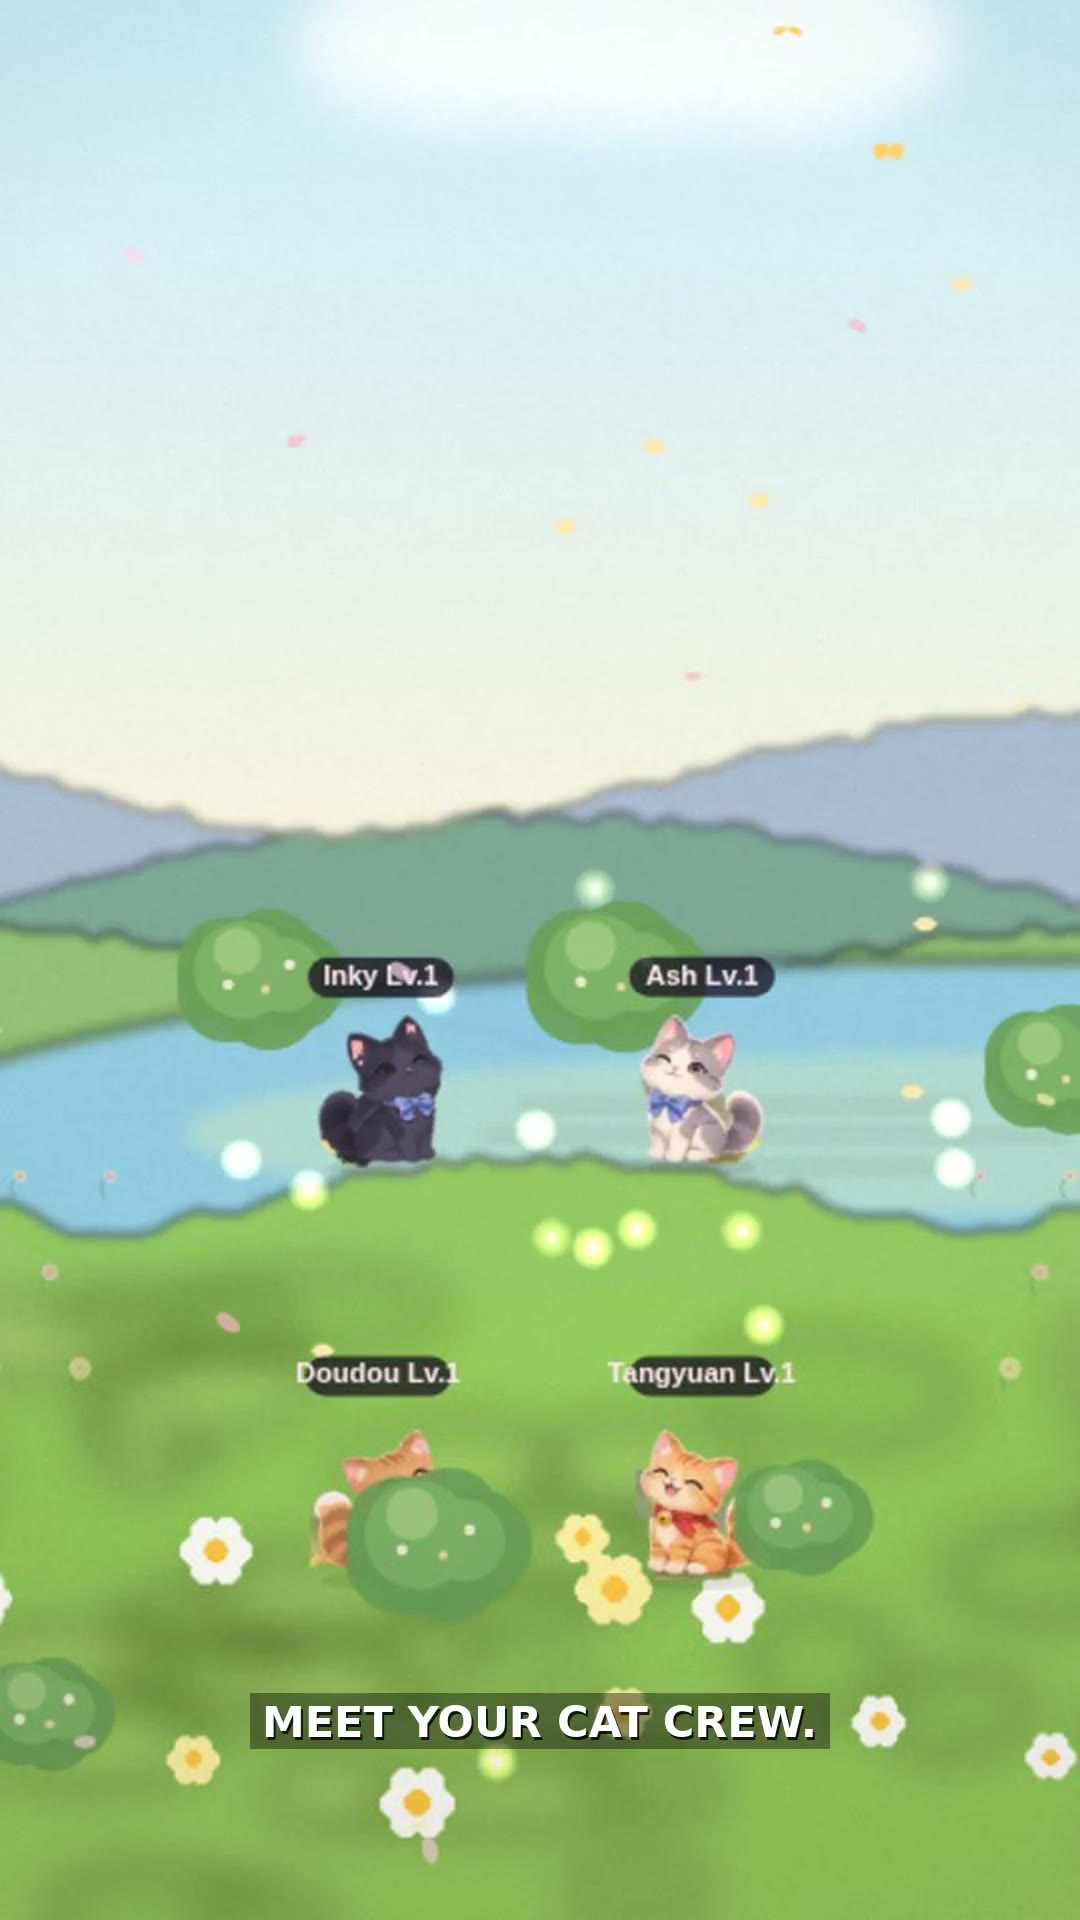 Inky Lv.1
Ash Lv.1
Doudou Lv.1
Tangyuan Lv.1
MEET YOUR CAT CREW.